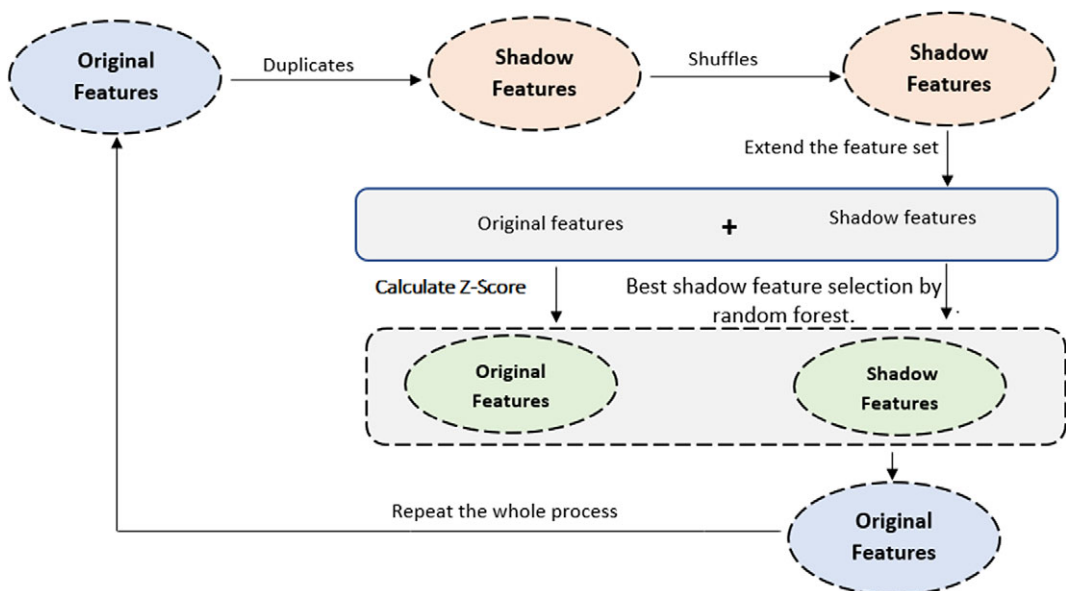 Original
Features
Duplicates
Shadow
Features
Shuffles
Shadow
Features
Extend the feature set
Original features
+
Shadow features
Calculate Z-Score
Best shadow feature selection by
random forest.
Original
Features
Shadow
Features
Repeat the whole process
Original
Features